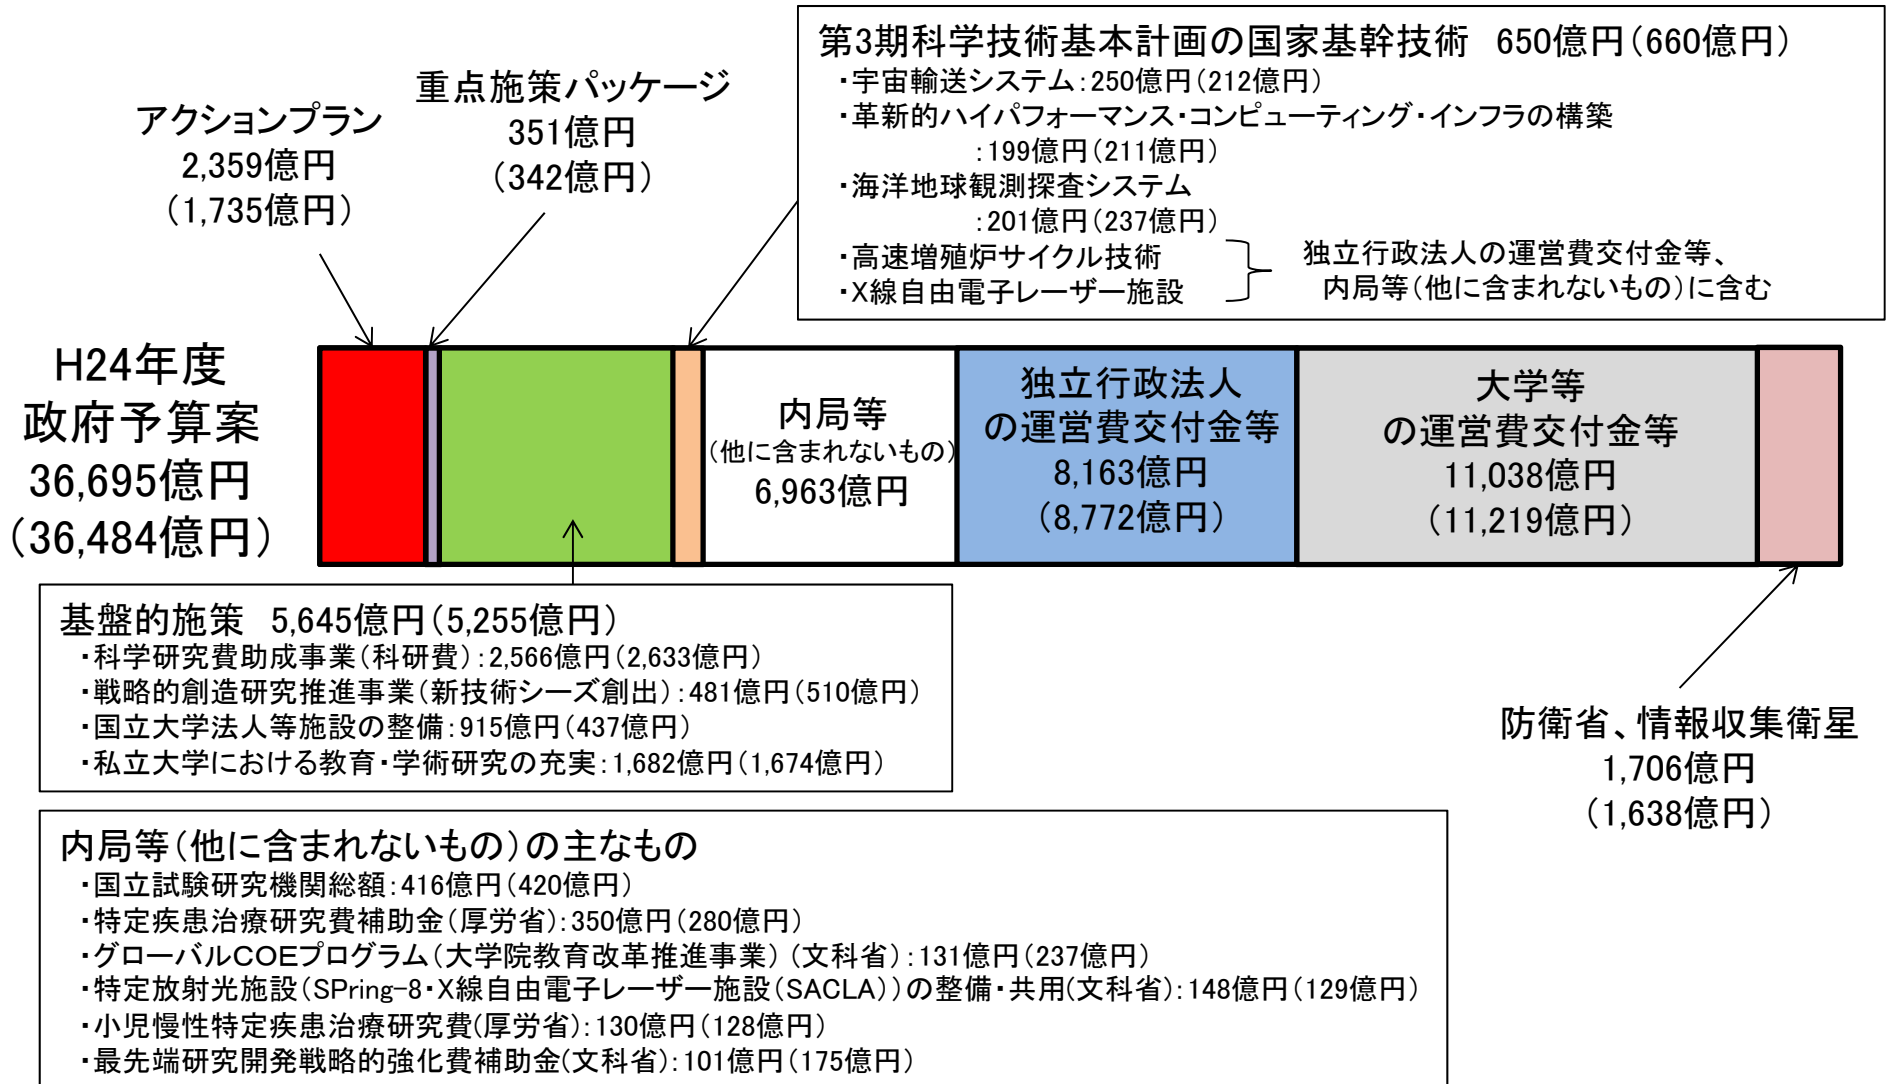 第3期科学技術基本計画の国家基幹技術 650億円(660億円)
・宇宙輸送システム:250億円(212億円)
・革新的ハイパフォーマンス・コンピューティング・インフラの構築
:199億円(211億円)
・海洋地球観測探査システム
:201億円(237億円)
・高速増殖炉サイクル技術
・X線自由電子レーザー施設
独立行政法人の運営費交付金等、
内局等(他に含まれないもの)に含む
重点施策パッケージ
351億円
(342億円)
アクションプラン
2,359億円
(1,735億円)
H24年度
政府予算案
36,695億円
(36,484億円)
内局等
(他に含まれないもの)
6,963億円
独立行政法人
の運営費交付金等
8,163億円
(8,772億円)
大学等
の運営費交付金等
11,038億円
(11,219億円)
基盤的施策 5,645億円(5,255億円)
・科学研究費助成事業(科研費):2,566億円(2,633億円)
・戦略的創造研究推進事業(新技術シーズ創出):481億円(510億円)
・国立大学法人等施設の整備:915億円(437億円)
・私立大学における教育・学術研究の充実:1,682億円(1,674億円)
防衛省、情報収集衛星
1,706億円
(1,638億円)
内局等(他に含まれないもの)の主なもの
・国立試験研究機関総額:416億円(420億円)
・特定疾患治療研究費補助金(厚労省):350億円(280億円)
・グローバルCOEプログラム(大学院教育改革推進事業) (文科省):131億円(237億円)
・特定放射光施設(SPring-8・X線自由電子レーザー施設(SACLA))の整備・共用(文科省):148億円(129億円)
・小児慢性特定疾患治療研究費(厚労省):130億円(128億円)
・最先端研究開発戦略的強化費補助金(文科省):101億円(175億円)